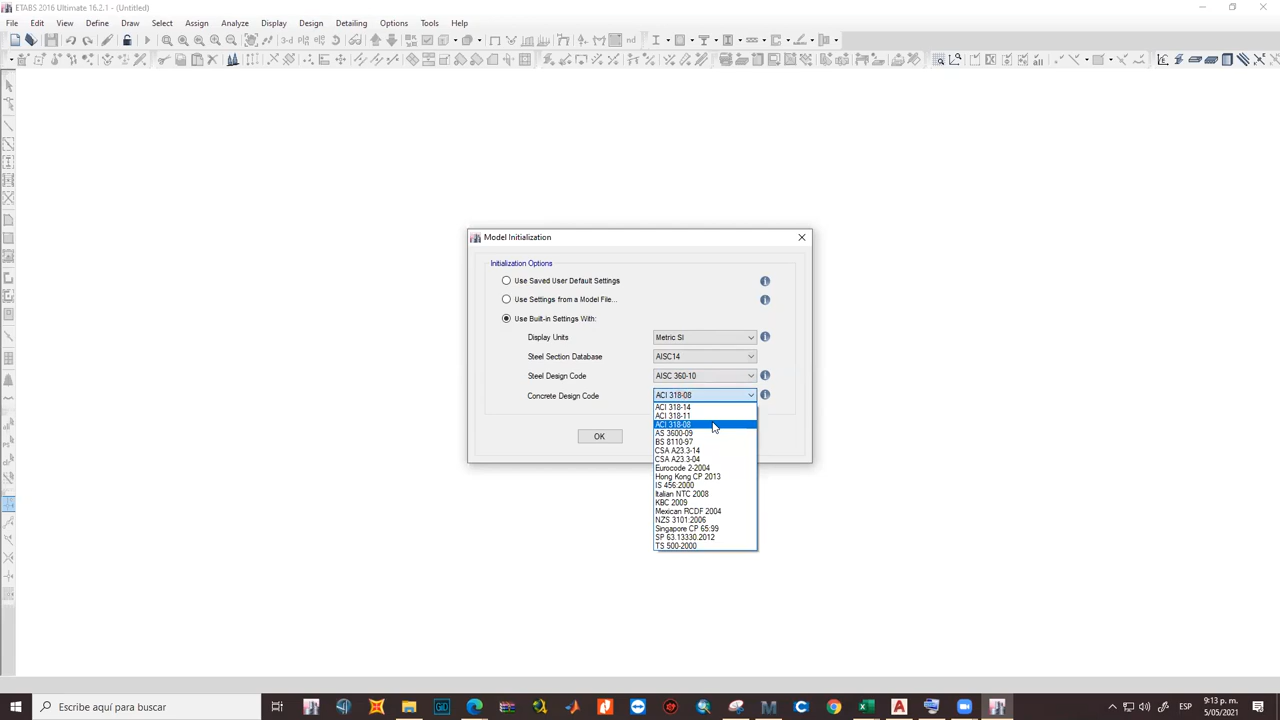 ETABS 2016 Ultimate 16.2.1 - (Untitled)
File Edit View Define Draw Select Assign Analyze Display Design Detailing Options Tools Help
3-d
nd
Model Initialization
Initialization Options
Use Saved User Default Settings
Use Settings from a Model File...
Use Built-in Settings With:
Display Units Metric SI
Steel Section Database AISC14
Steel Design Code AISC 360-10
Concrete Design Code ACI 318-08
ACI 318-14
ACI 318-11
ACI 318-08
AS 3600-09
BS 8110-97
CSA A23.3-14
CSA A23.3-04
Eurocode 2-2004
Hong Kong CP 2013
IS 456:2000
Italian NTC 2008
KBC 2009
Mexican RCDF 2004
NZS 3101:2006
Singapore CP 65:99
SP 63.13330.2012
TS 500-2000
OK
Escribe aquí para buscar
GiD
ESP
9:13 p. m.
5/05/2021